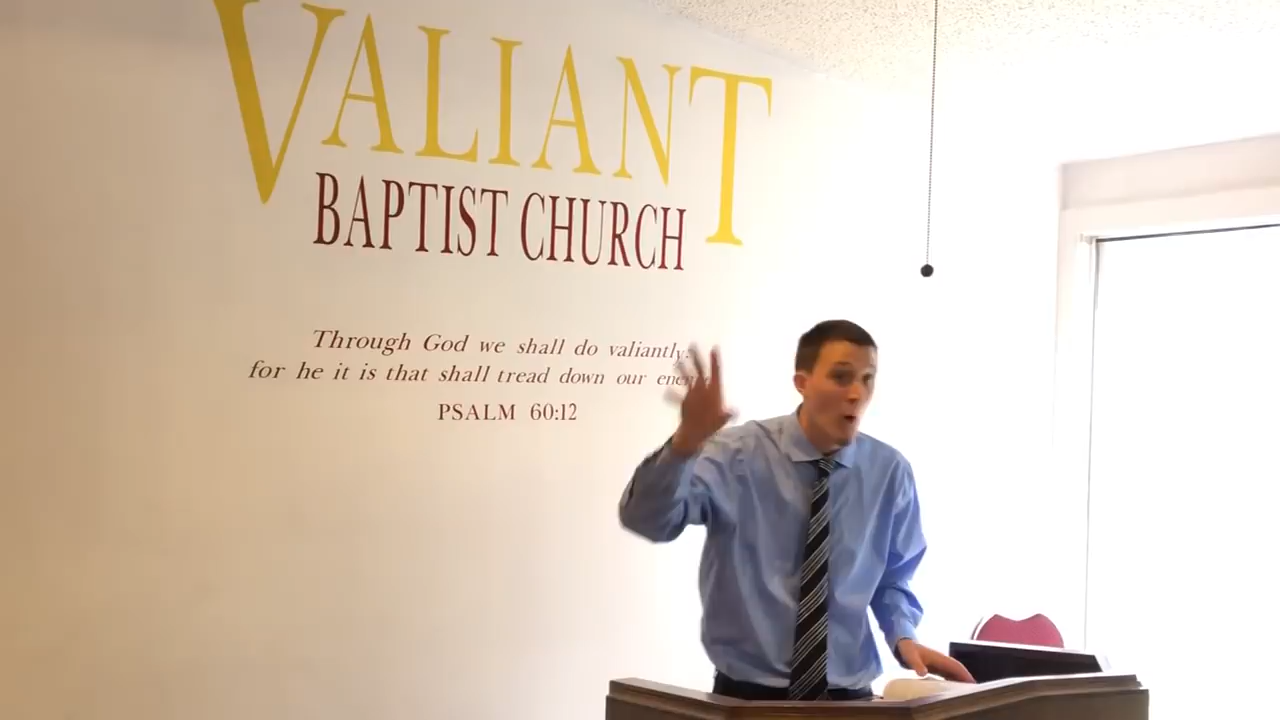 VALIANT
BAPTIST CHURCH
Through God we shall do valiantly:
for he it is that shall tread down our
PSALM 60:12